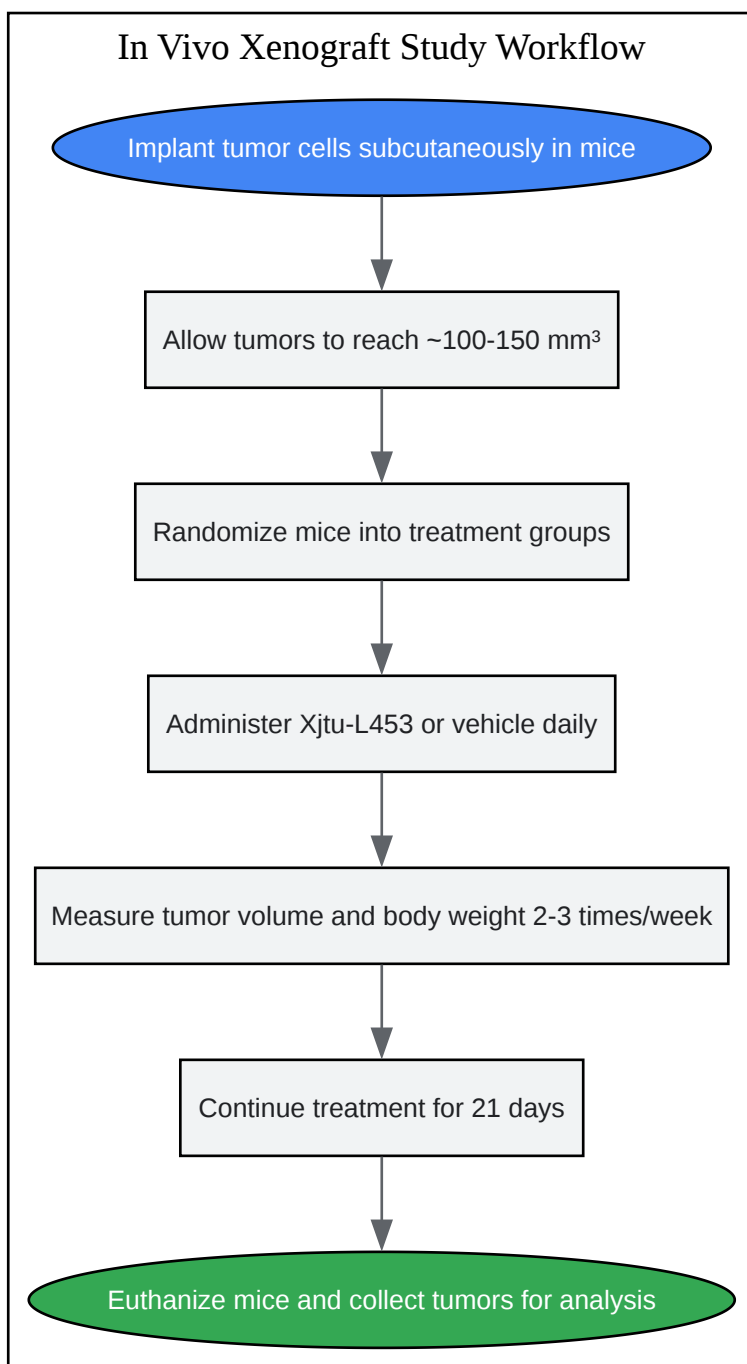 In Vivo Xenograft Study Workflow
Implant tumor cells subcutaneously in mice
Allow tumors to reach ~100-150 mm³
Randomize mice into treatment groups
Administer Xjtu-L453 or vehicle daily
Measure tumor volume and body weight 2-3 times/week
Continue treatment for 21 days
Euthanize mice and collect tumors for analysis